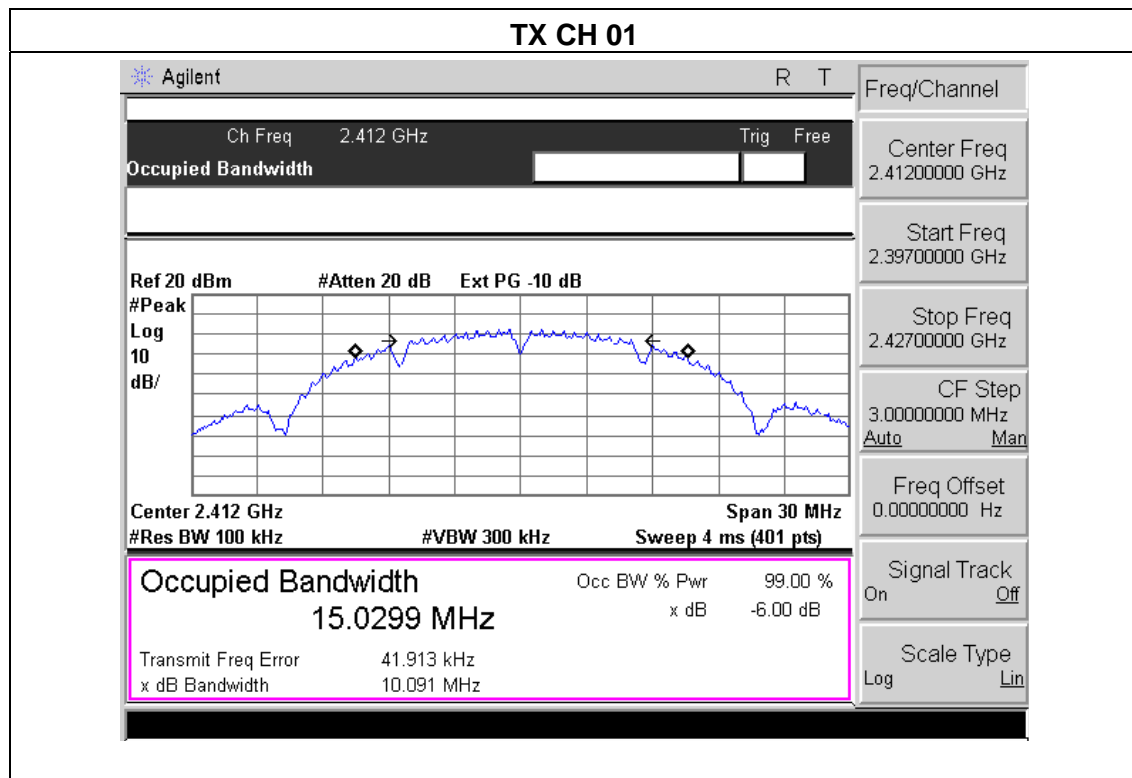 TX CH 01
Agilent R T
Ch Freq 2.412 GHz Trig Free
Occupied Bandwidth
Ref 20 dBm #Atten 20 dB Ext PG -10 dB
#Peak
Log
10
dB/
Center 2.412 GHz Span 30 MHz
#Res BW 100 kHz #VBW 300 kHz Sweep 4 ms (401 pts)
Occupied Bandwidth Occ BW % Pwr 99.00 %
15.0299 MHz x dB -6.00 dB
Transmit Freq Error 41.913 kHz
x dB Bandwidth 10.091 MHz
Freq/Channel
Center Freq
2.41200000 GHz
Start Freq
2.39700000 GHz
Stop Freq
2.42700000 GHz
CF Step
3.00000000 MHz
Auto Man
Freq Offset
0.00000000 Hz
Signal Track
On Off
Scale Type
Log Lin